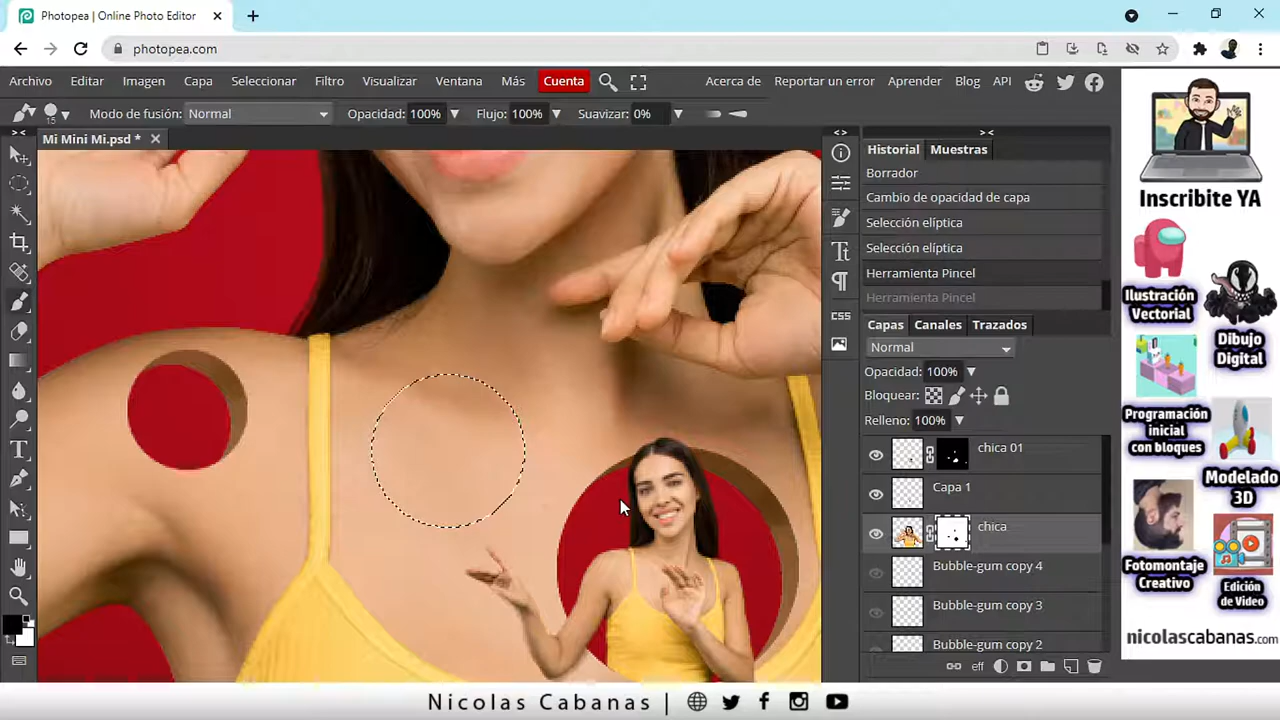 Photopea | Online Photo Editor
photopea.com
Archivo Editar Imagen Capa Seleccionar Filtro Visualizar Ventana Más Cuenta Acerca de Reportar un error Aprender Blog API
15 Modo de fusión: Normal Opacidad: 100% Flujo: 100% Suavizar: 0%
Mi Mini Mi.psd *
Historial Muestras
Borrador
Cambio de opacidad de capa
Selección elíptica
Selección elíptica
Herramienta Pincel
Herramienta Pincel
CSS
Capas Canales Trazados
Normal
Opacidad: 100%
Bloquear:
Relleno: 100%
chica 01
Capa 1
chica
Bubble-gum copy 4
Bubble-gum copy 3
Bubble-gum copy 2
eff
Inscribite YA
Ilustración
Vectorial
Dibujo
Digital
Programación
inicial
con bloques
Modelado
3D
Fotomontaje
Creativo
Edición
de Video
nicolascabanas.com
Nicolas Cabanas |